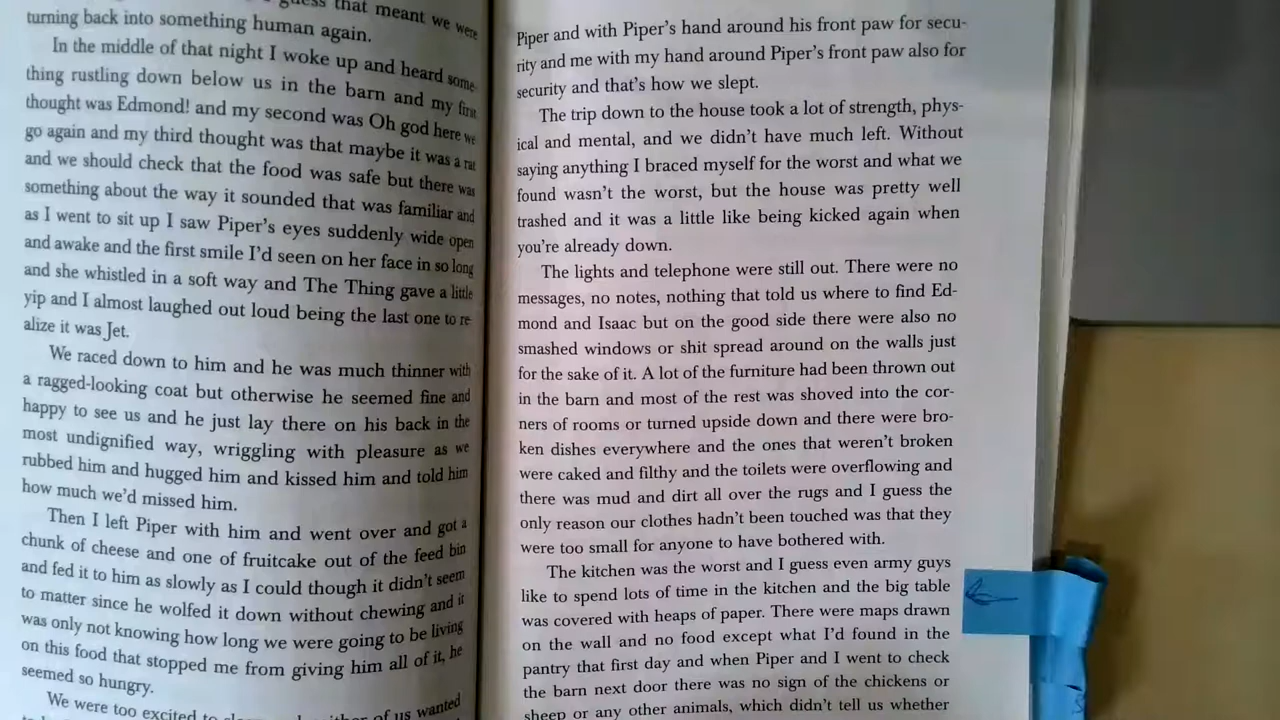 guess that meant we were
turning back into something human again.
In the middle of that night I woke up and heard some-
thing rustling down below us in the barn and my first
thought was Edmond! and my second was Oh god here we
go again and my third thought was that maybe it was a rat
and we should check that the food was safe but there was
something about the way it sounded that was familiar and
as I went to sit up I saw Piper's eyes suddenly wide open
and awake and the first smile I'd seen on her face in so long
and she whistled in a soft way and The Thing gave a little
yip and I almost laughed out loud being the last one to re-
alize it was Jet.
We raced down to him and he was much thinner with
a ragged-looking coat but otherwise he seemed fine and
happy to see us and he just lay there on his back in the
most undignified way, wriggling with pleasure as we
rubbed him and hugged him and kissed him and told him
how much we'd missed him.
Then I left Piper with him and went over and got a
chunk of cheese and one of fruitcake out of the feed bin
and fed it to him as slowly as I could though it didn't seem
to matter since he wolfed it down without chewing and it
was only not knowing how long we were going to be living
on this food that stopped me from giving him all of it, he
seemed so hungry.
We were too excited to of us wanted
Piper and with Piper's hand around his front paw for secu-
rity and me with my hand around Piper's front paw also for
security and that's how we slept.
The trip down to the house took a lot of strength, phys-
ical and mental, and we didn't have much left. Without
saying anything I braced myself for the worst and what we
found wasn't the worst, but the house was pretty well
trashed and it was a little like being kicked again when
you're already down.
The lights and telephone were still out. There were no
messages, no notes, nothing that told us where to find Ed-
mond and Isaac but on the good side there were also no
smashed windows or shit spread around on the walls just
for the sake of it. A lot of the furniture had been thrown out
in the barn and most of the rest was shoved into the cor-
ners of rooms or turned upside down and there were bro-
ken dishes everywhere and the ones that weren't broken
were caked and filthy and the toilets were overflowing and
there was mud and dirt all over the rugs and I guess the
only reason our clothes hadn't been touched was that they
were too small for anyone to have bothered with.
The kitchen was the worst and I guess even army guys
like to spend lots of time in the kitchen and the big table
was covered with heaps of paper. There were maps drawn
on the wall and no food except what I'd found in the
pantry that first day and when Piper and I went to check
the barn next door there was no sign of the chickens or
sheep or any other animals, which didn't tell us whether